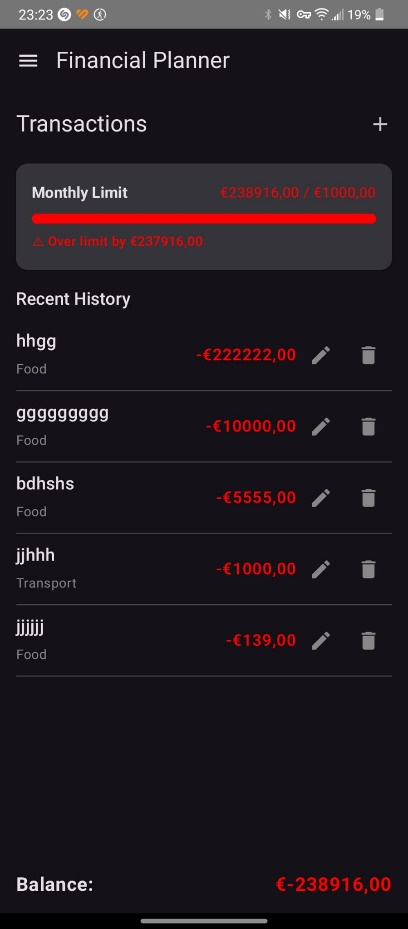 23:23 19%
Financial Planner
Transactions
Monthly Limit €238916,00 / €1000,00
⚠ Over limit by €237916,00
Recent History
hhgg
-€222222,00
Food
ggggggggg
-€10000,00
Food
bdhshs
-€5555,00
Food
jjhhh
-€1000,00
Transport
jjjjjj
-€139,00
Food
Balance: €-238916,00